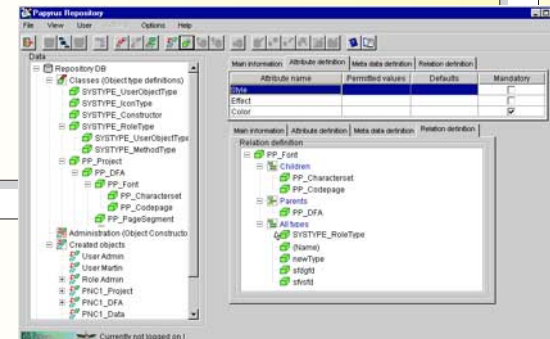 Papyrus Repository
File View User Options Help
Data
Repository DB
Classes (Object type definitions)
SYSTYPE_UserObjectType
SYSTYPE_IconType
SYSTYPE_Constructor
SYSTYPE_RoleType
SYSTYPE_UserObjectType
SYSTYPE_MethodType
PP_Project
PP_DFA
PP_Font
PP_Characterset
PP_Codepage
PP_PageSegment
Administration (Object Constructo
Created objects
User Admin
User Martin
Role Admin
PNC1_Project
PNC1_DFA
PNC1_Data
Main information Attribute definition Meta data definition Relation definition
Attribute name Permitted values Defaults Mandatory
Style
Effect
Color
Main information Attribute definition Meta data definition Relation definition
Relation definition
PP_Font
Children
PP_Characterset
PP_Codepage
Parents
PP_DFA
All types
SYSTYPE_RoleType
(Name)
newType
sfdgfd
Currently not logged on !